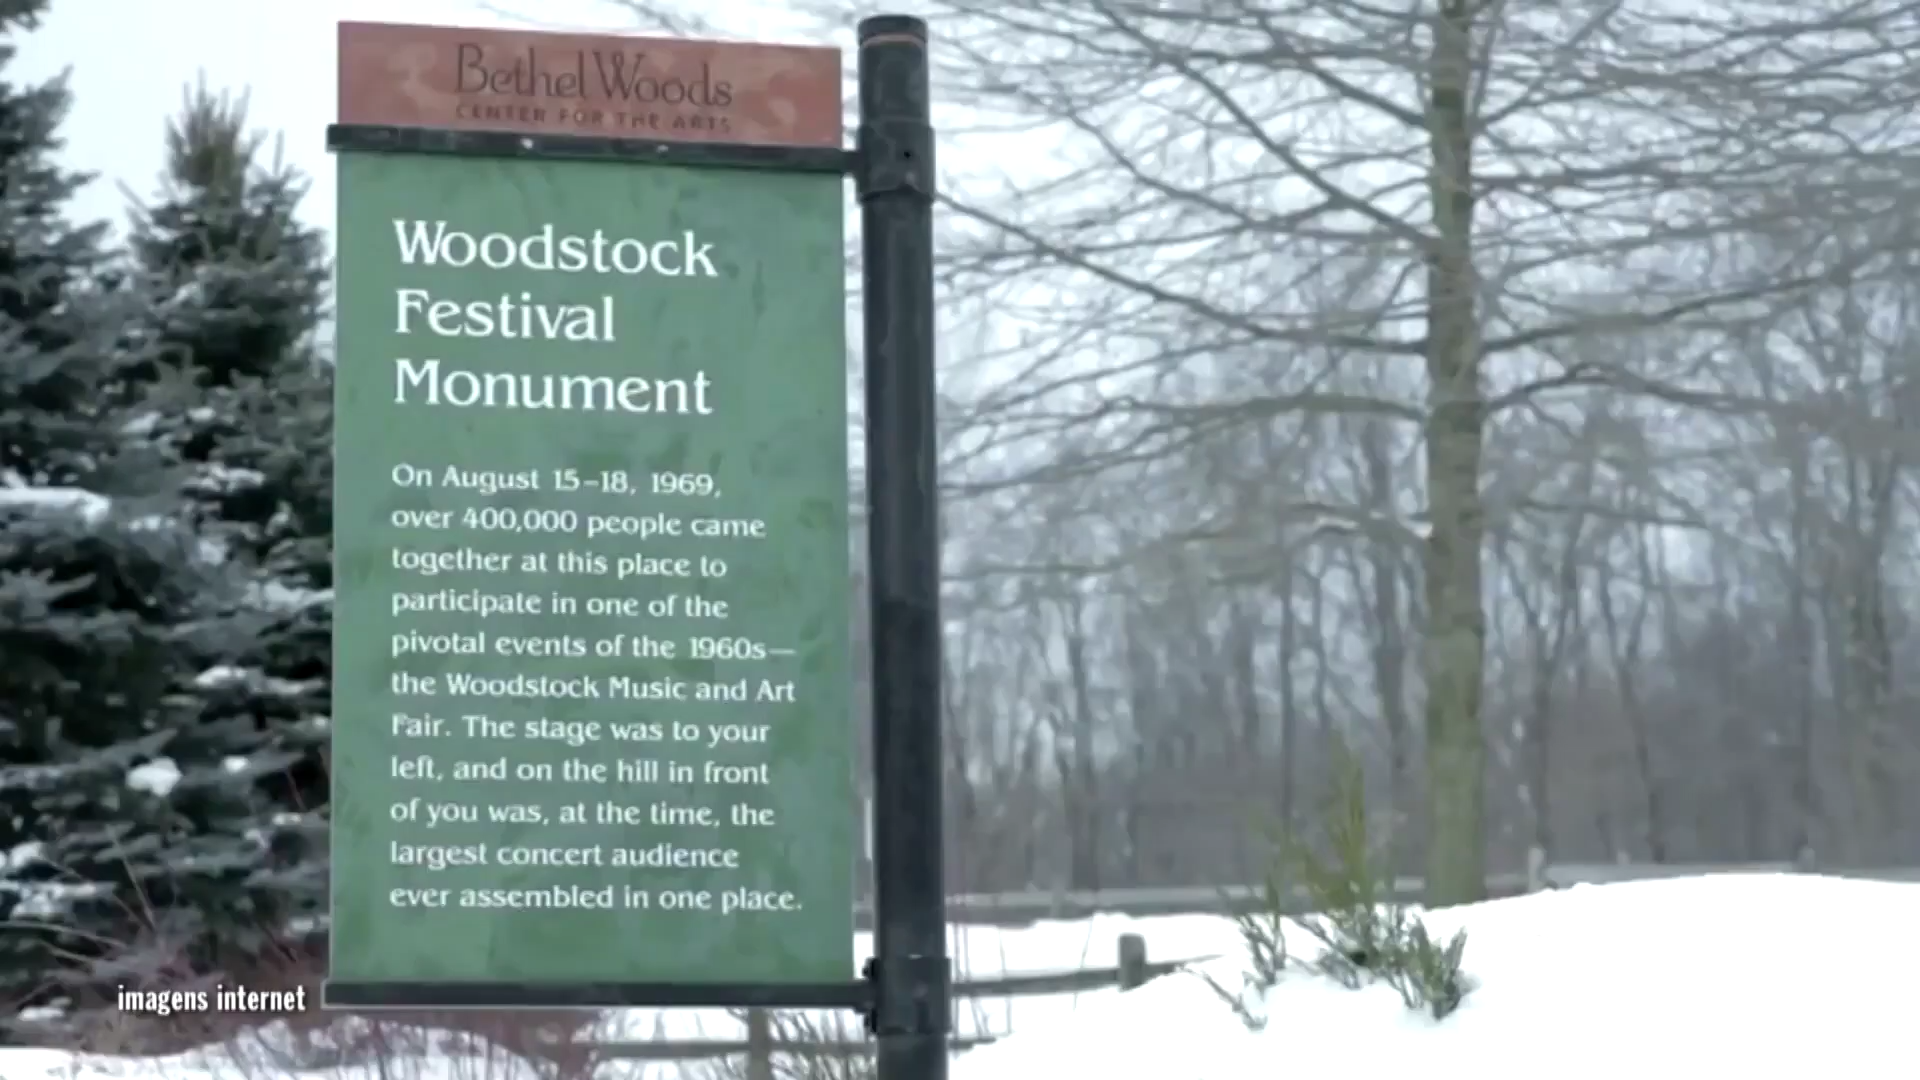 Bethel Woods
CENTER FOR THE ARTS
Woodstock
Festival
Monument
On August 15–18, 1969,
over 400,000 people came
together at this place to
participate in one of the
pivotal events of the 1960s—
the Woodstock Music and Art
Fair. The stage was to your
left, and on the hill in front
of you was, at the time, the
largest concert audience
ever assembled in one place.
imagens internet